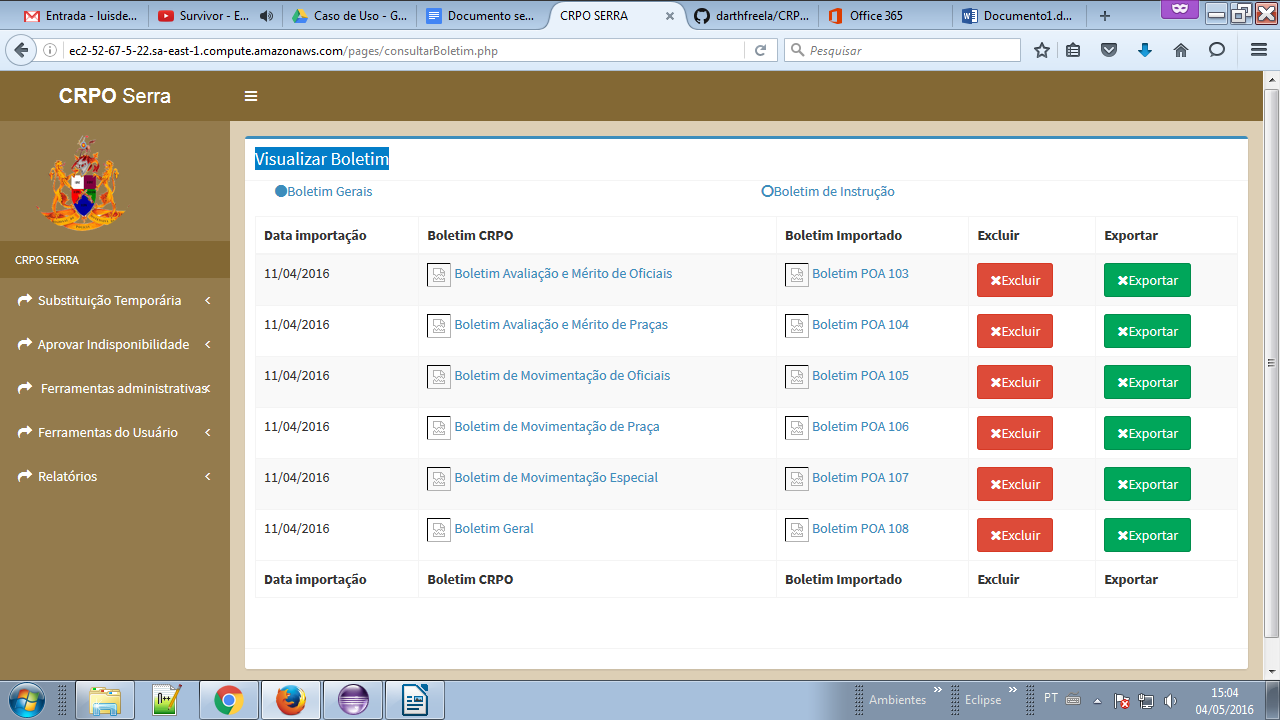 Entrada - luisde...
Survivor - E...
Caso de Uso - G...
Documento se...
CRPO SERRA
darthfreela/CRP...
Office 365
Documento1.d...
ec2-52-67-5-22.sa-east-1.compute.amazonaws.com/pages/consultarBoletim.php
Pesquisar
CRPO Serra
CRPO SERRA
Substituição Temporária
Aprovar Indisponibilidade
Ferramentas administrativas
Ferramentas do Usuário
Relatórios
Visualizar Boletim
Boletim Gerais Boletim de Instrução
Data importação Boletim CRPO Boletim Importado Excluir Exportar
11/04/2016 Boletim Avaliação e Mérito de Oficiais Boletim POA 103 Excluir Exportar
11/04/2016 Boletim Avaliação e Mérito de Praças Boletim POA 104 Excluir Exportar
11/04/2016 Boletim de Movimentação de Oficiais Boletim POA 105 Excluir Exportar
11/04/2016 Boletim de Movimentação de Praça Boletim POA 106 Excluir Exportar
11/04/2016 Boletim de Movimentação Especial Boletim POA 107 Excluir Exportar
11/04/2016 Boletim Geral Boletim POA 108 Excluir Exportar
Data importação Boletim CRPO Boletim Importado Excluir Exportar
Ambientes
Eclipse
PT
15:04
04/05/2016